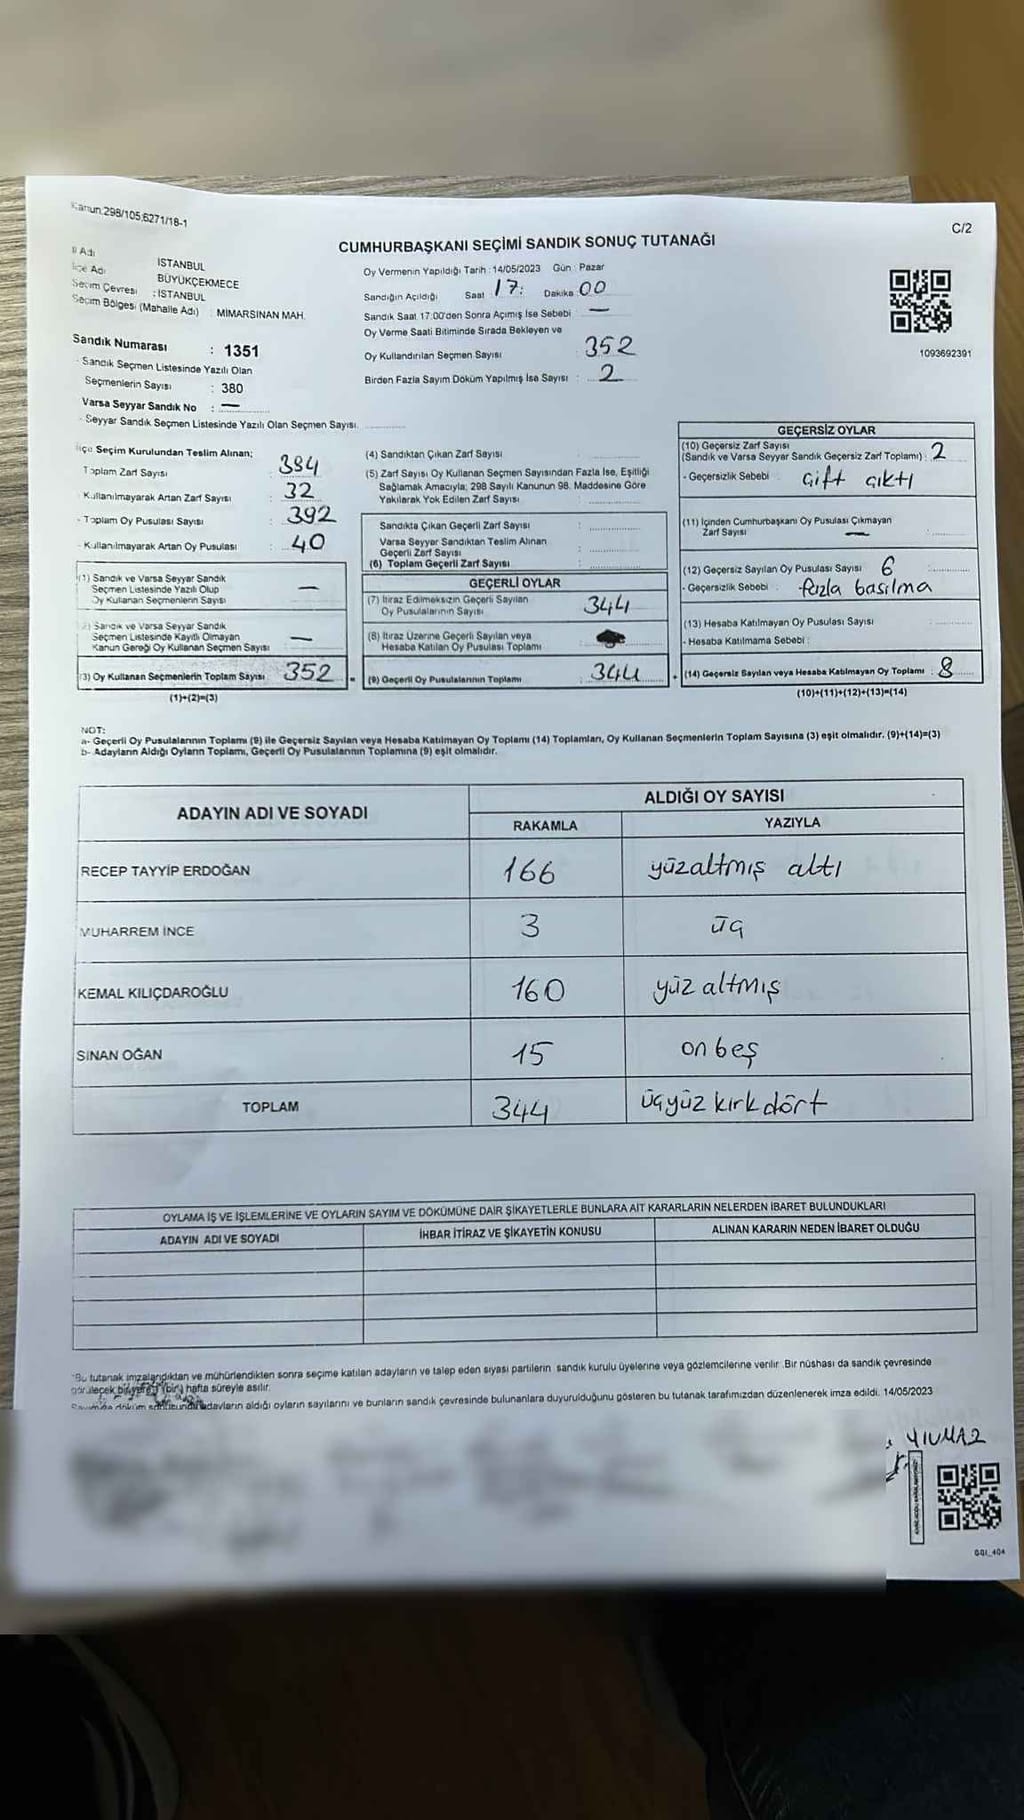 Kanun.298/105,6271/18-1
C/2
CUMHURBAŞKANI SEÇİMİ SANDIK SONUÇ TUTANAĞI
İl Adı İSTANBUL
İlçe Adı BÜYÜKÇEKMECE
Seçim Çevresi : İSTANBUL
Seçim Bölgesi (Mahalle Adı) : MİMARSİNAN MAH.
Sandık Numarası : 1351
- Sandık Seçmen Listesinde Yazılı Olan
Seçmenlerin Sayısı : 380
Varsa Seyyar Sandık No : —
- Seyyar Sandık Seçmen Listesinde Yazılı Olan Seçmen Sayısı.
Oy Vermenin Yapıldığı Tarih : 14/05/2023 Gün : Pazar
Sandığın Açıldığı Saat 17: Dakika 00
Sandık Saat 17:00'den Sonra Açımış İse Sebebi : —
Oy Verme Saati Bitiminde Sırada Bekleyen ve
Oy Kullandırılan Seçmen Sayısı : 352
Birden Fazla Sayım Döküm Yapılmış İse Sayısı : 2
1093692391
İlçe Seçim Kurulundan Teslim Alınan;
Toplam Zarf Sayısı : 384
- Kullanılmayarak Artan Zarf Sayısı : 32
- Toplam Oy Pusulası Sayısı : 392
- Kullanılmayarak Artan Oy Pusulası : 40
(1) Sandık ve Varsa Seyyar Sandık
Seçmen Listesinde Yazılı Olup
Oy Kullanan Seçmenlerin Sayısı : —
(2) Sandık ve Varsa Seyyar Sandık
Seçmen Listesinde Kayıtlı Olmayan
Kanun Gereği Oy Kullanan Seçmen Sayısı : —
(3) Oy Kullanan Seçmenlerin Toplam Sayısı : 352
(1)+(2)=(3)
(4) Sandıktan Çıkan Zarf Sayısı :
(5) Zarf Sayısı Oy Kullanan Seçmen Sayısından Fazla İse, Eşitliği
Sağlamak Amacıyla; 298 Sayılı Kanunun 98. Maddesine Göre
Yakılarak Yok Edilen Zarf Sayısı :
Sandıkta Çıkan Geçerli Zarf Sayısı :
Varsa Seyyar Sandıktan Teslim Alınan
Geçerli Zarf Sayısı :
(6) Toplam Geçerli Zarf Sayısı :
GEÇERLİ OYLAR
(7) İtiraz Edilmeksizin Geçerli Sayılan
Oy Pusulalarının Sayısı : 344
(8) İtiraz Üzerine Geçerli Sayılan veya
Hesaba Katılan Oy Pusulası Toplamı :
(9) Geçerli Oy Pusulalarının Toplamı : 344
GEÇERSİZ OYLAR
(10) Geçersiz Zarf Sayısı
(Sandık ve Varsa Seyyar Sandık Geçersiz Zarf Toplamı) : 2
- Geçersizlik Sebebi : Çift çıktı
(11) İçinden Cumhurbaşkanı Oy Pusulası Çıkmayan
Zarf Sayısı : —
(12) Geçersiz Sayılan Oy Pusulası Sayısı : 6
- Geçersizlik Sebebi : fazla basılma
(13) Hesaba Katılmayan Oy Pusulası Sayısı :
- Hesaba Katılmama Sebebi :
(14) Geçersiz Sayılan veya Hesaba Katılmayan Oy Toplamı : 8
(10)+(11)+(12)+(13)=(14)
NOT:
a- Geçerli Oy Pusulalarının Toplamı (9) ile Geçersiz Sayılan veya Hesaba Katılmayan Oy Toplamı (14) Toplamları, Oy Kullanan Seçmenlerin Toplam Sayısına (3) eşit olmalıdır. (9)+(14)=(3)
b- Adayların Aldığı Oyların Toplamı, Geçerli Oy Pusulalarının Toplamına (9) eşit olmalıdır.
ADAYIN ADI VE SOYADI
ALDIĞI OY SAYISI
RAKAMLA YAZIYLA
RECEP TAYYİP ERDOĞAN 166 yüzaltmış altı
MUHARREM İNCE 3 üç
KEMAL KILIÇDAROĞLU 160 yüz altmış
SİNAN OĞAN 15 on beş
TOPLAM 344 üçyüz kırk dört
OYLAMA İŞ VE İŞLEMLERİNE VE OYLARIN SAYIM VE DÖKÜMÜNE DAİR ŞİKAYETLERLE BUNLARA AİT KARARLARIN NELERDEN İBARET BULUNDUKLARI
ADAYIN ADI VE SOYADI İHBAR İTİRAZ VE ŞİKAYETİN KONUSU ALINAN KARARIN NEDEN İBARET OLDUĞU
"Bu tutanak imzalandıktan ve mühürlendikten sonra seçime katılan adayların ve talep eden siyasi partilerin sandık kurulu üyelerine veya gözlemcilerine verilir. Bir nüshası da sandık çevresinde
görülecek bir yere 1 (bir) hafta süreyle asılır.
Sayım ve döküm sonucunda adayların aldığı oyların sayılarını ve bunların sandık çevresinde bulunanlara duyurulduğunu gösteren bu tutanak tarafımızdan düzenlenerek imza edildi. 14/05/2023
YILMAZ